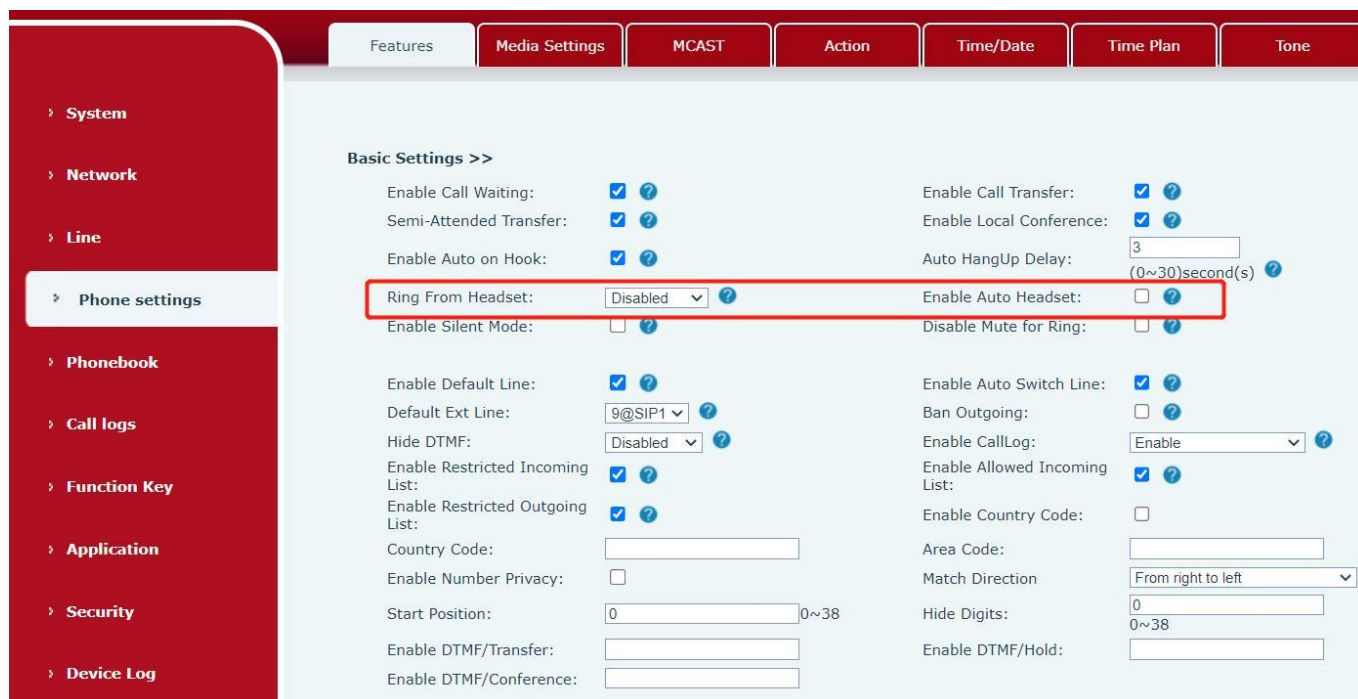 Features Media Settings MCAST Action Time/Date Time Plan Tone
System
Network
Line
Phone settings
Phonebook
Call logs
Function Key
Application
Security
Device Log
Basic Settings >>
Enable Call Waiting: Enable Call Transfer:
Semi-Attended Transfer: Enable Local Conference:
Enable Auto on Hook: Auto HangUp Delay: 3
(0~30)second(s)
Ring From Headset: Disabled Enable Auto Headset:
Enable Silent Mode: Disable Mute for Ring:
Enable Default Line: Enable Auto Switch Line:
Default Ext Line: 9@SIP1 Ban Outgoing:
Hide DTMF: Disabled Enable CallLog: Enable
Enable Restricted Incoming Enable Allowed Incoming
List: List:
Enable Restricted Outgoing
List: Enable Country Code:
Country Code: Area Code:
Enable Number Privacy: Match Direction From right to left
Start Position: 0 0~38 Hide Digits: 0
0~38
Enable DTMF/Transfer: Enable DTMF/Hold:
Enable DTMF/Conference: